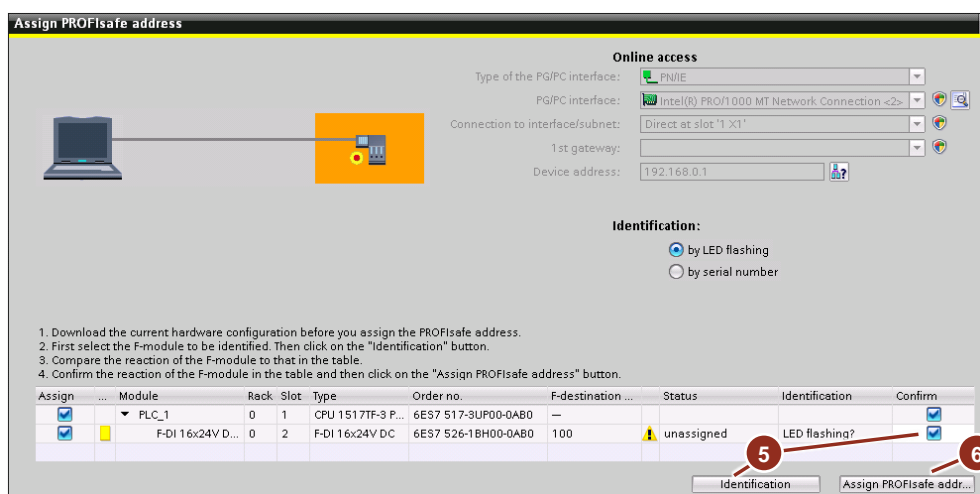 Assign PROFIsafe address
Online access
Type of the PG/PC interface: PN/IE
PG/PC interface: Intel(R) PRO/1000 MT Network Connection <2>
Connection to interface/subnet: Direct at slot '1 X1'
1st gateway:
Device address: 192.168.0.1
?
Identification:
by LED flashing
by serial number
1. Download the current hardware configuration before you assign the PROFIsafe address.
2. First select the F-module to be identified. Then click on the "Identification" button.
3. Compare the reaction of the F-module to that in the table.
4. Confirm the reaction of the F-module in the table and then click on the "Assign PROFIsafe address" button.
Assign ... Module Rack Slot Type Order no. F-destination ... Status Identification Confirm
PLC_1 0 1 CPU 1517TF-3 P... 6ES7 517-3UP00-0AB0 —
F-DI 16x24V D... 0 2 F-DI 16x24V DC 6ES7 526-1BH00-0AB0 100 unassigned LED flashing?
5
6
Identification Assign PROFIsafe addr...